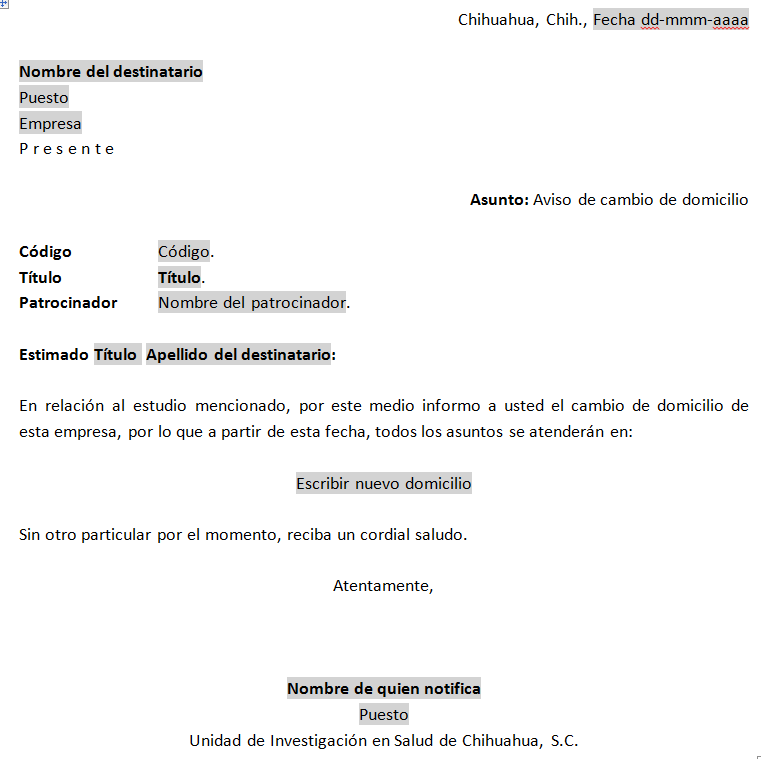 Chihuahua, Chih., Fecha dd-mmm-aaaa
Nombre del destinatario
Puesto
Empresa
P r e s e n t e
Asunto: Aviso de cambio de domicilio
Código Código.
Título Título.
Patrocinador Nombre del patrocinador.
Estimado Título Apellido del destinatario:
En relación al estudio mencionado, por este medio informo a usted el cambio de domicilio de
esta empresa, por lo que a partir de esta fecha, todos los asuntos se atenderán en:
Escribir nuevo domicilio
Sin otro particular por el momento, reciba un cordial saludo.
Atentamente,
Nombre de quien notifica
Puesto
Unidad de Investigación en Salud de Chihuahua, S.C.